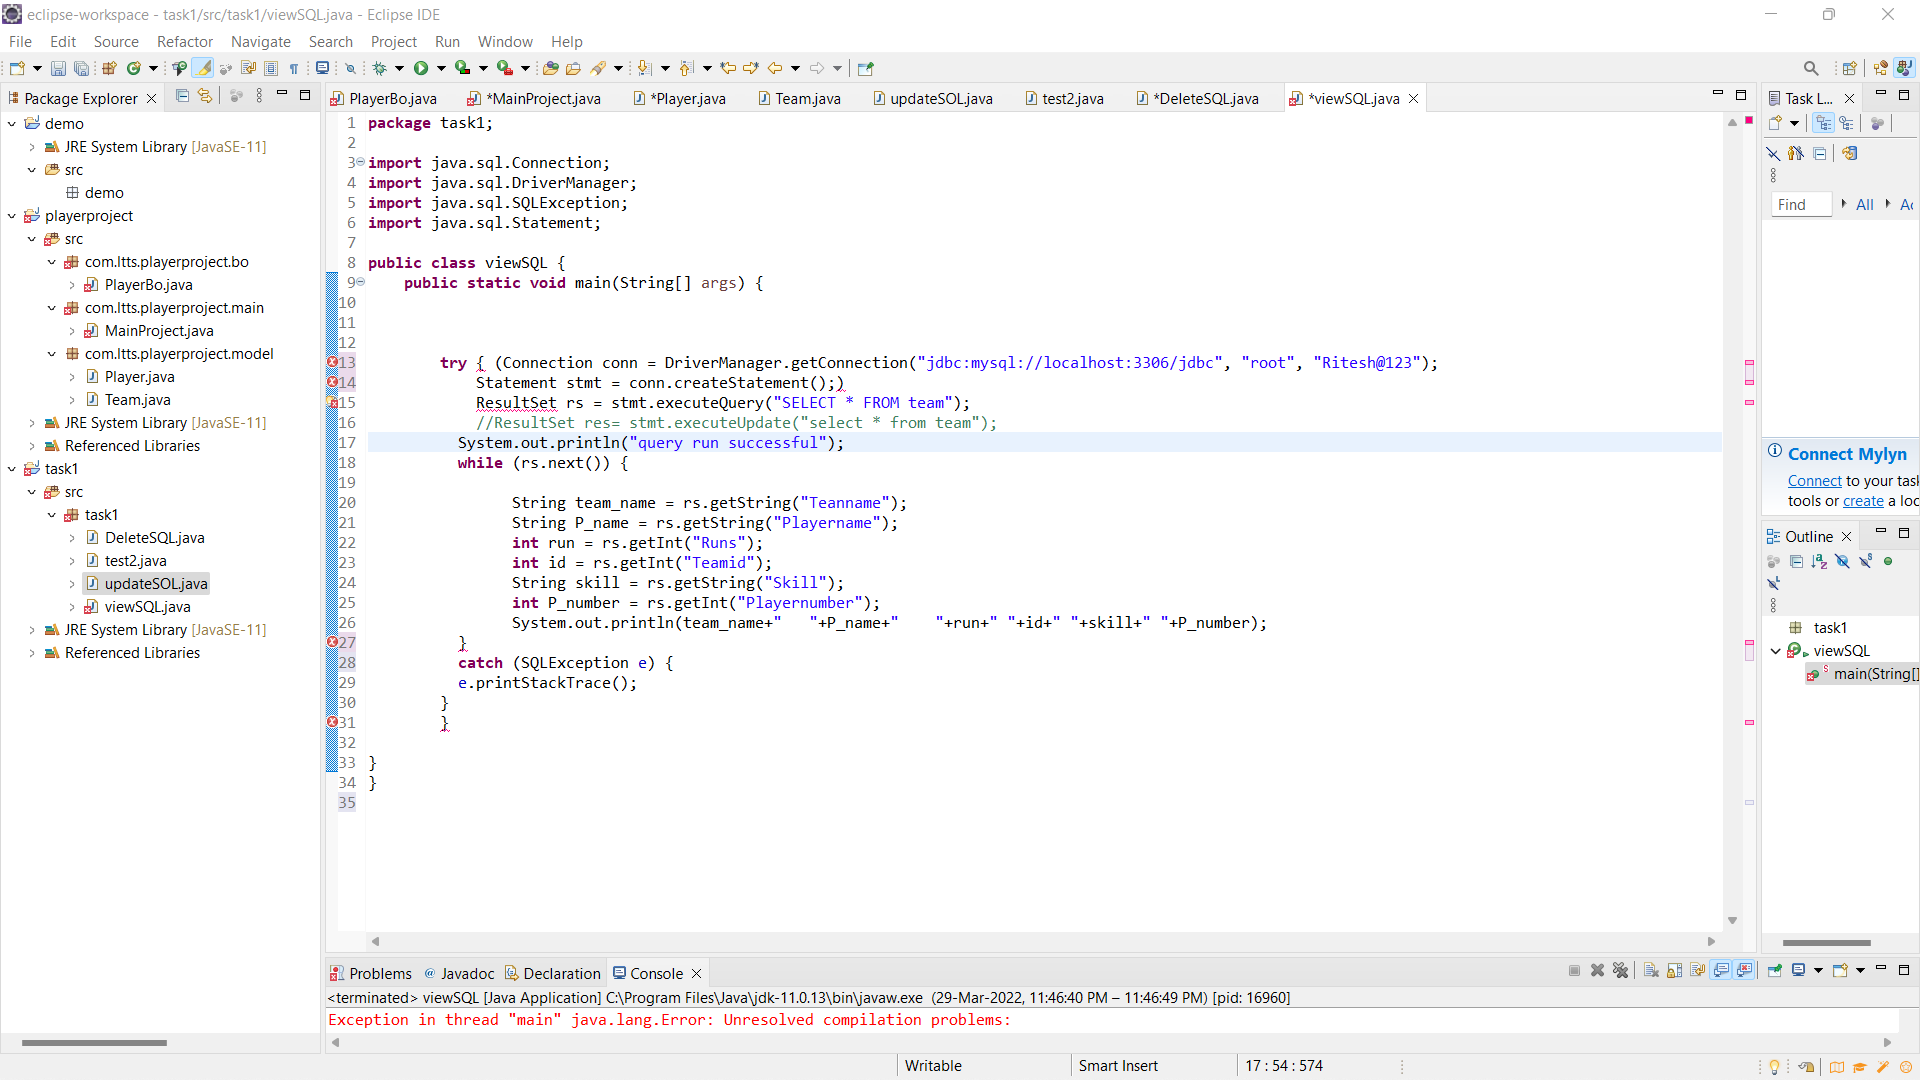 eclipse-workspace - task1/src/task1/viewSQL.java - Eclipse IDE
File Edit Source Refactor Navigate Search Project Run Window Help
Package Explorer
demo
JRE System Library [JavaSE-11]
src
demo
playerproject
src
com.ltts.playerproject.bo
PlayerBo.java
com.ltts.playerproject.main
MainProject.java
com.ltts.playerproject.model
Player.java
Team.java
JRE System Library [JavaSE-11]
Referenced Libraries
task1
src
task1
DeleteSQL.java
test2.java
updateSOL.java
viewSQL.java
JRE System Library [JavaSE-11]
Referenced Libraries
PlayerBo.java *MainProject.java *Player.java Team.java updateSOL.java test2.java *DeleteSQL.java *viewSQL.java
1 package task1;
2
3 import java.sql.Connection;
4 import java.sql.DriverManager;
5 import java.sql.SQLException;
6 import java.sql.Statement;
7
8 public class viewSQL {
9 public static void main(String[] args) {
10
11
12
13 try { (Connection conn = DriverManager.getConnection("jdbc:mysql://localhost:3306/jdbc", "root", "Ritesh@123");
14 Statement stmt = conn.createStatement();)
15 ResultSet rs = stmt.executeQuery("SELECT * FROM team");
16 //ResultSet res= stmt.executeUpdate("select * from team");
17 System.out.println("query run successful");
18 while (rs.next()) {
19
20 String team_name = rs.getString("Teanname");
21 String P_name = rs.getString("Playername");
22 int run = rs.getInt("Runs");
23 int id = rs.getInt("Teamid");
24 String skill = rs.getString("Skill");
25 int P_number = rs.getInt("Playernumber");
26 System.out.println(team_name+"   "+P_name+"    "+run+" "+id+" "+skill+" "+P_number);
27 }
28 catch (SQLException e) {
29 e.printStackTrace();
30 }
31 }
32
33 }
34 }
35
Task L...
Find All Ac
Connect Mylyn
Connect to your task
tools or create a loc
Outline
task1
viewSQL
main(String[]
Problems @ Javadoc Declaration Console
<terminated> viewSQL [Java Application] C:\Program Files\Java\jdk-11.0.13\bin\javaw.exe (29-Mar-2022, 11:46:40 PM – 11:46:49 PM) [pid: 16960]
Exception in thread "main" java.lang.Error: Unresolved compilation problems:
Writable Smart Insert 17 : 54 : 574